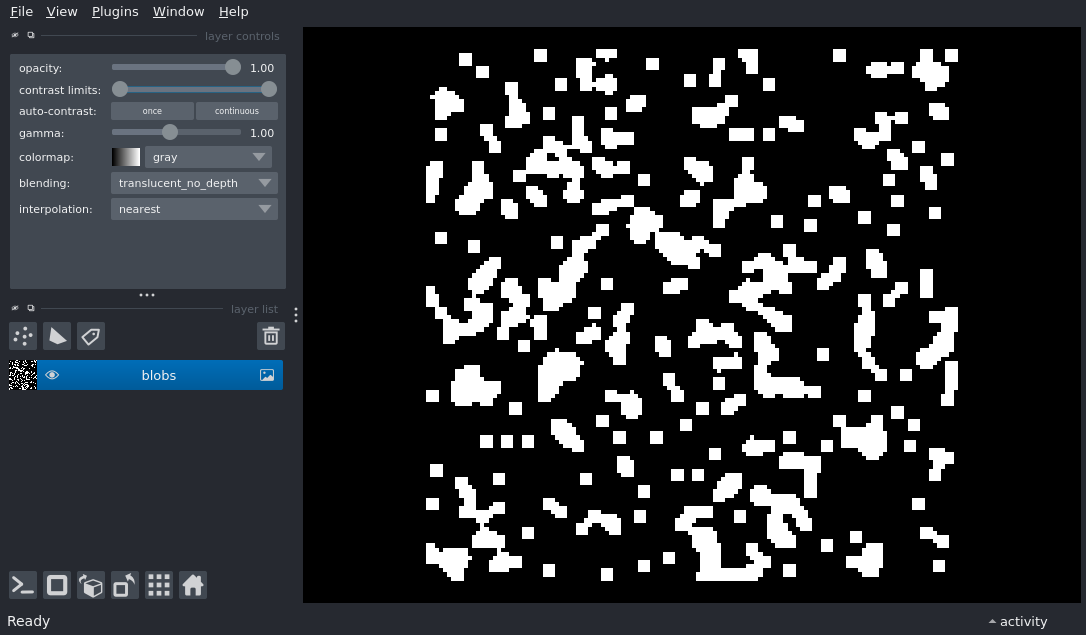 File View Plugins Window Help
layer controls
opacity: 1.00
contrast limits:
auto-contrast: once continuous
gamma: 1.00
colormap: gray
blending: translucent_no_depth
interpolation: nearest
layer list
blobs
Ready activity